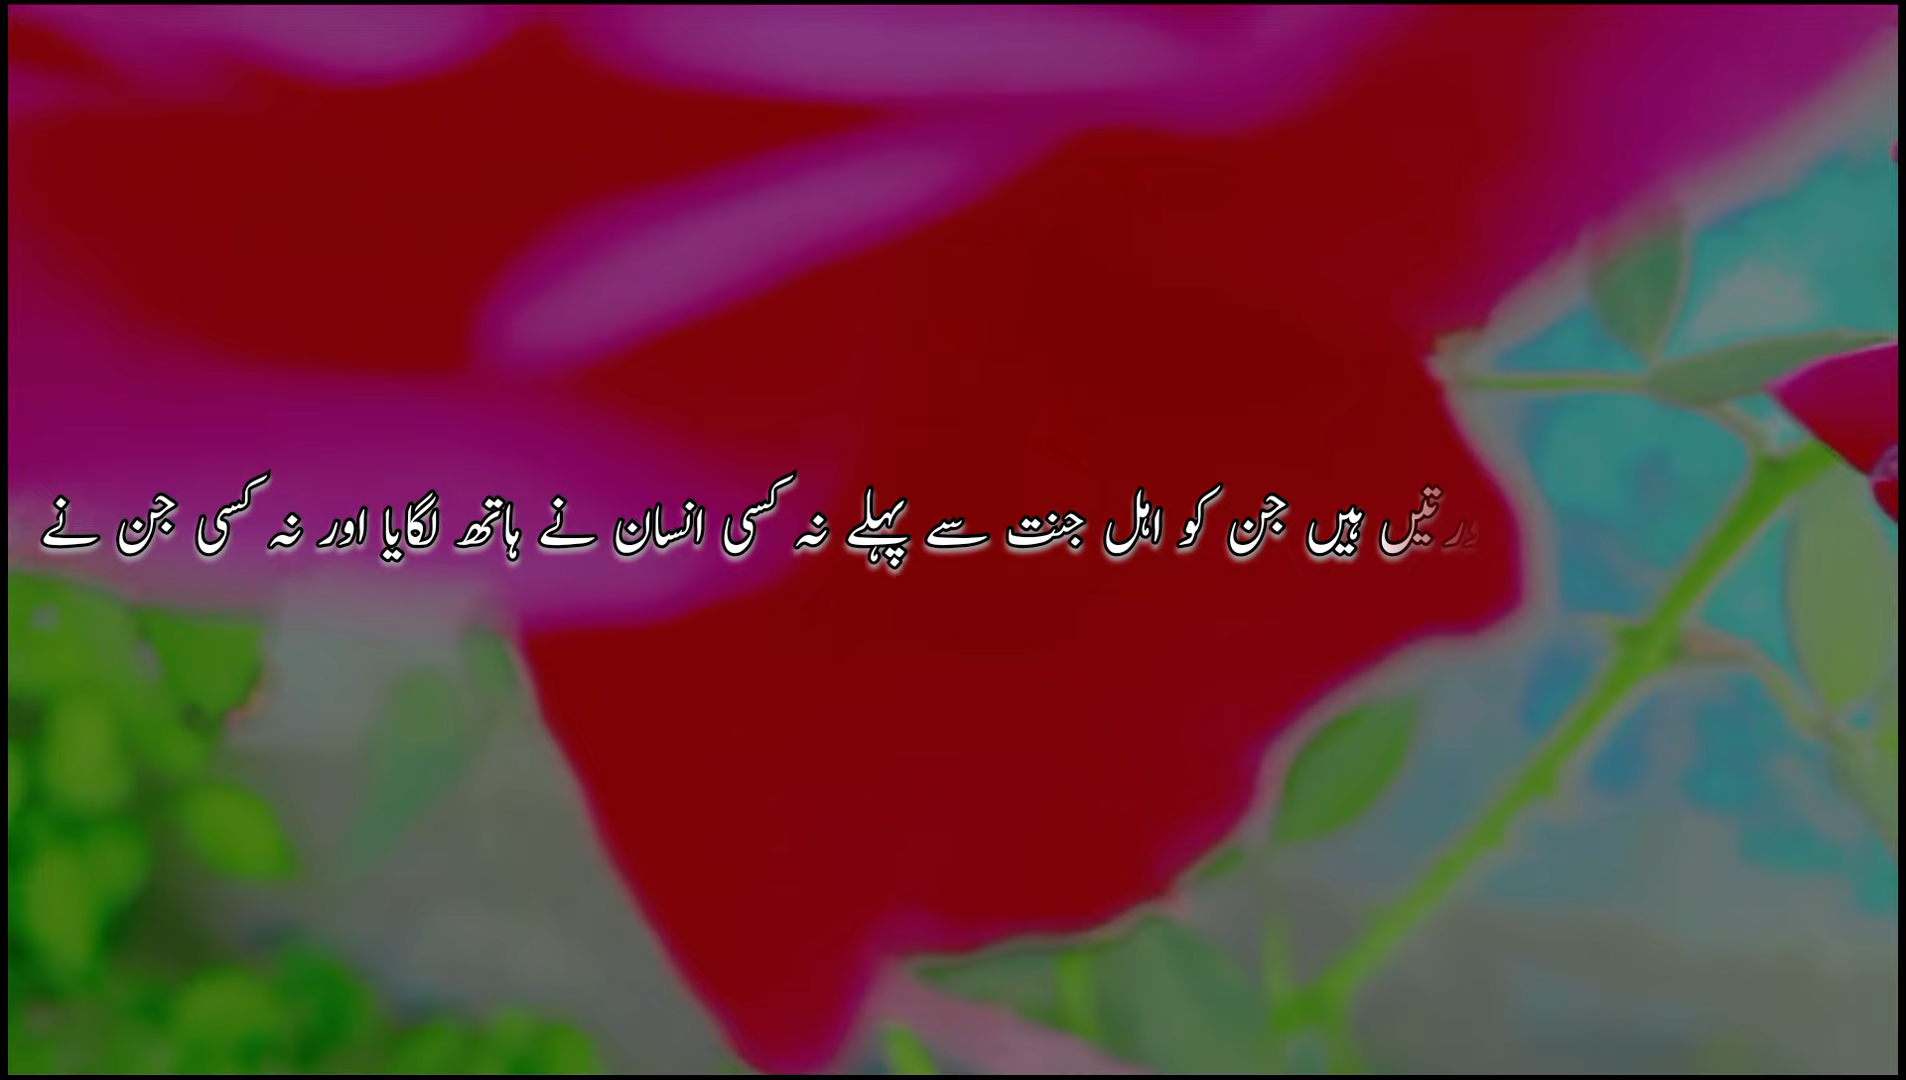 تیں ہیں جن کو اہل جنت سے پہلے نہ کسی انسان نے ہاتھ لگایا اور نہ کسی جن نے